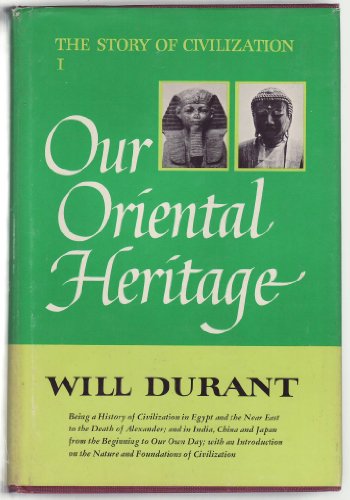 THE STORY OF CIVILIZATION
I
Our
Oriental
Heritage
WILL DURANT
Being a History of Civilization in Egypt and the Near East
to the Death of Alexander; and in India, China and Japan
from the Beginning to Our Own Day; with an Introduction
on the Nature and Foundations of Civilization